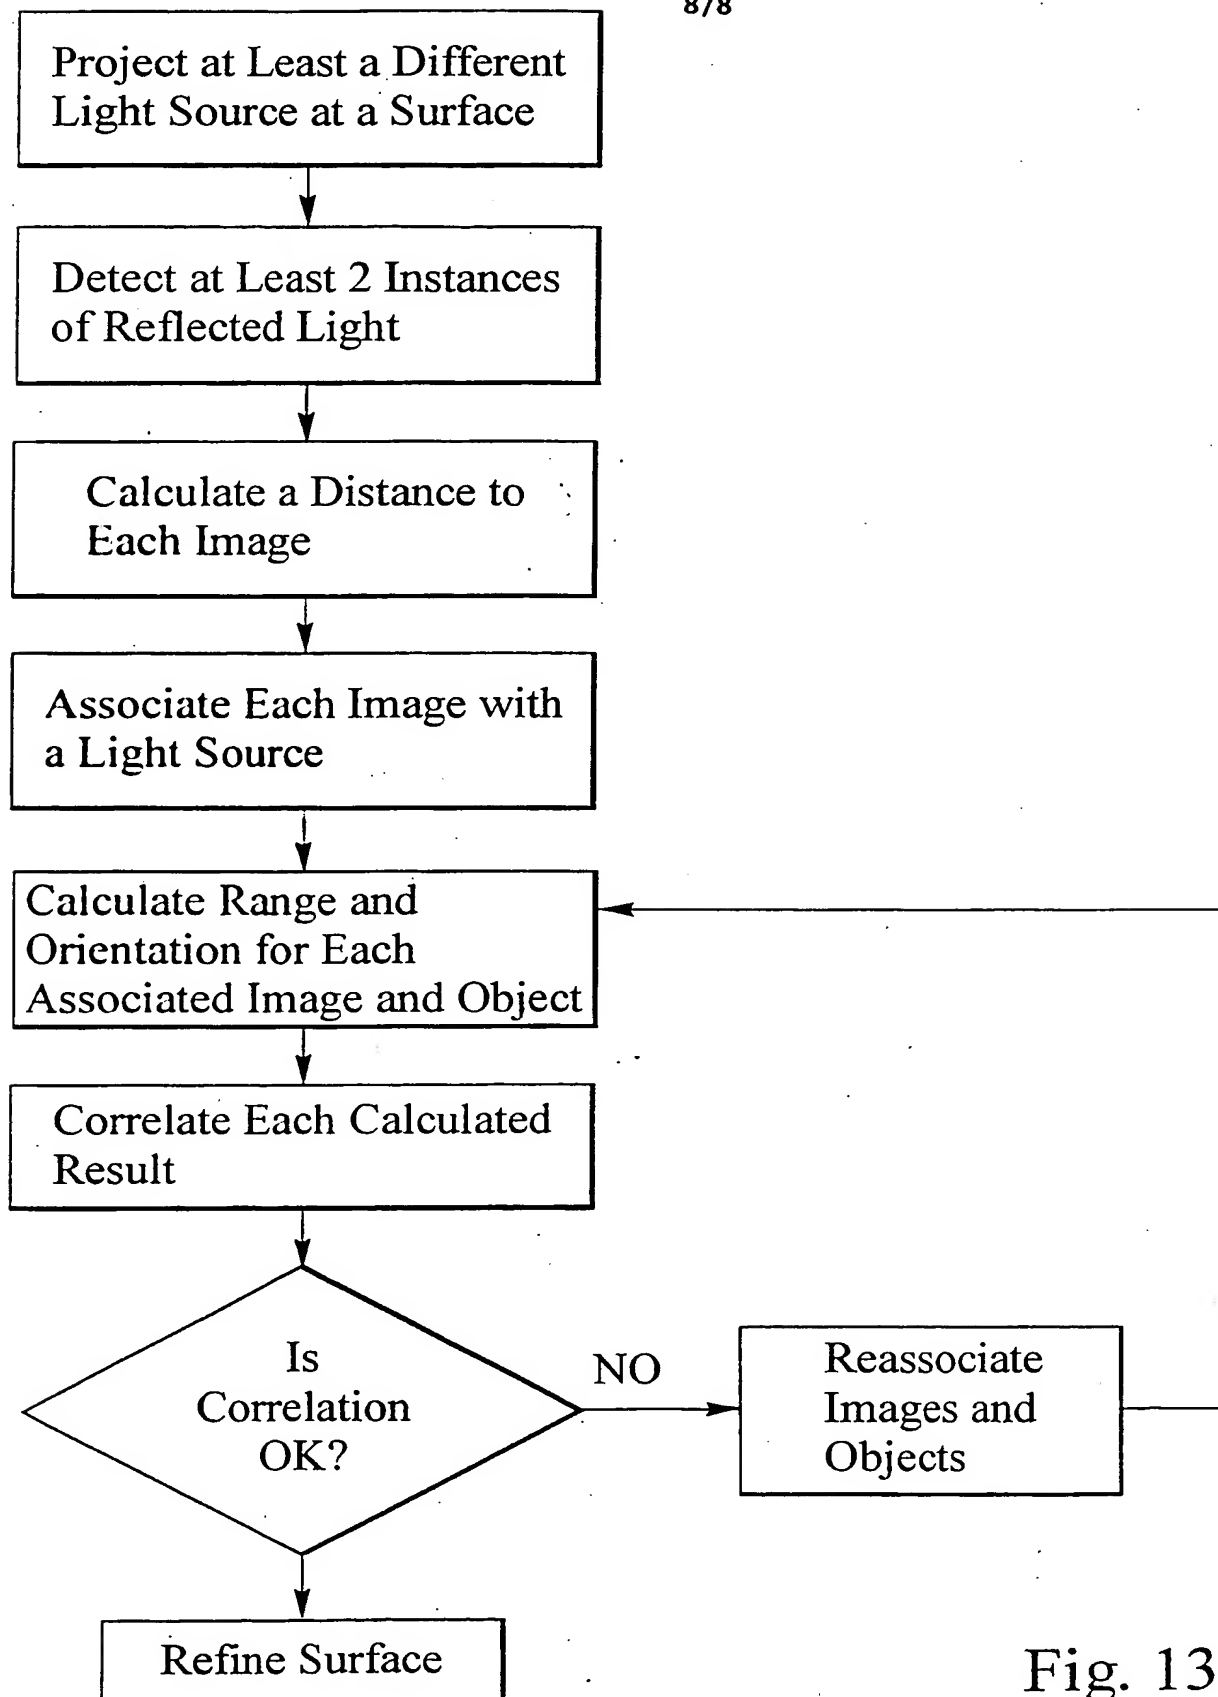 8/8
Project at Least a Different
Light Source at a Surface
Detect at Least 2 Instances
of Reflected Light
Calculate a Distance to
Each Image
Associate Each Image with
a Light Source
Calculate Range and
Orientation for Each
Associated Image and Object
Correlate Each Calculated
Result
Is
Correlation
OK?
NO
Reassociate
Images and
Objects
Refine Surface
Fig. 13